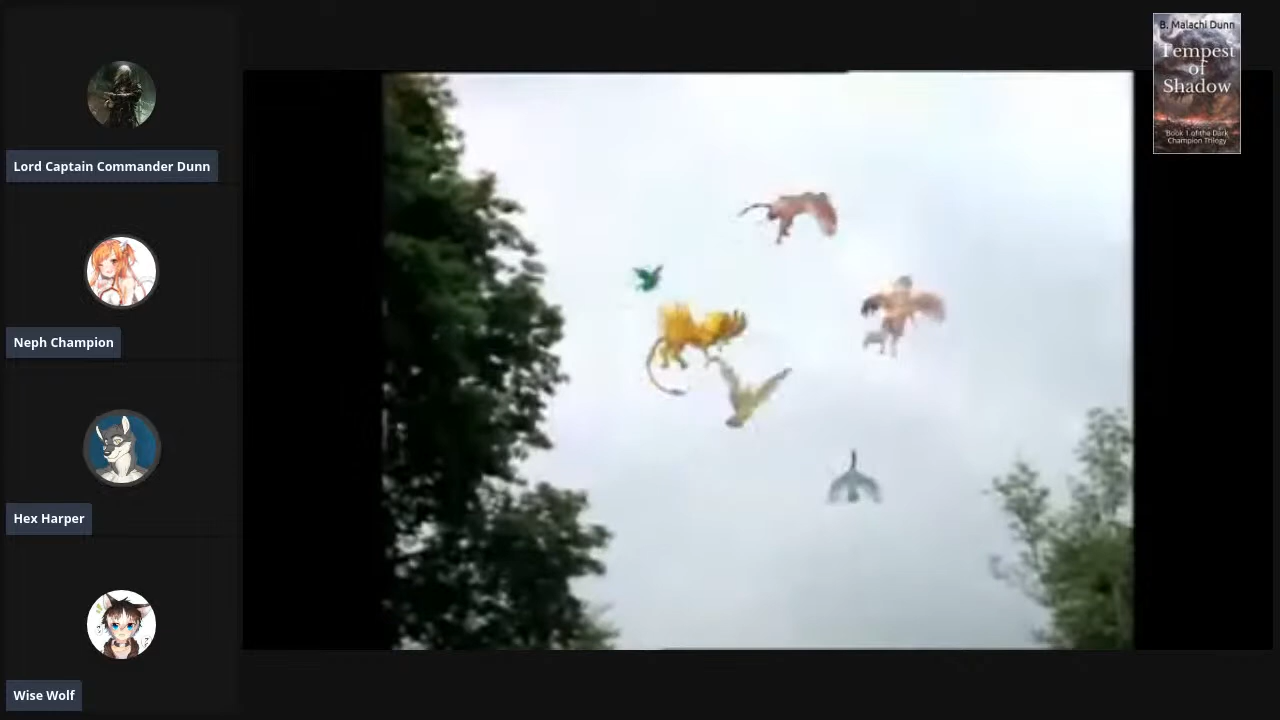 Lord Captain Commander Dunn
Neph Champion
Hex Harper
Wise Wolf
B. Malachi Dunn
Tempest
of
Shadow
Book 1 of the Dark
Champion Trilogy